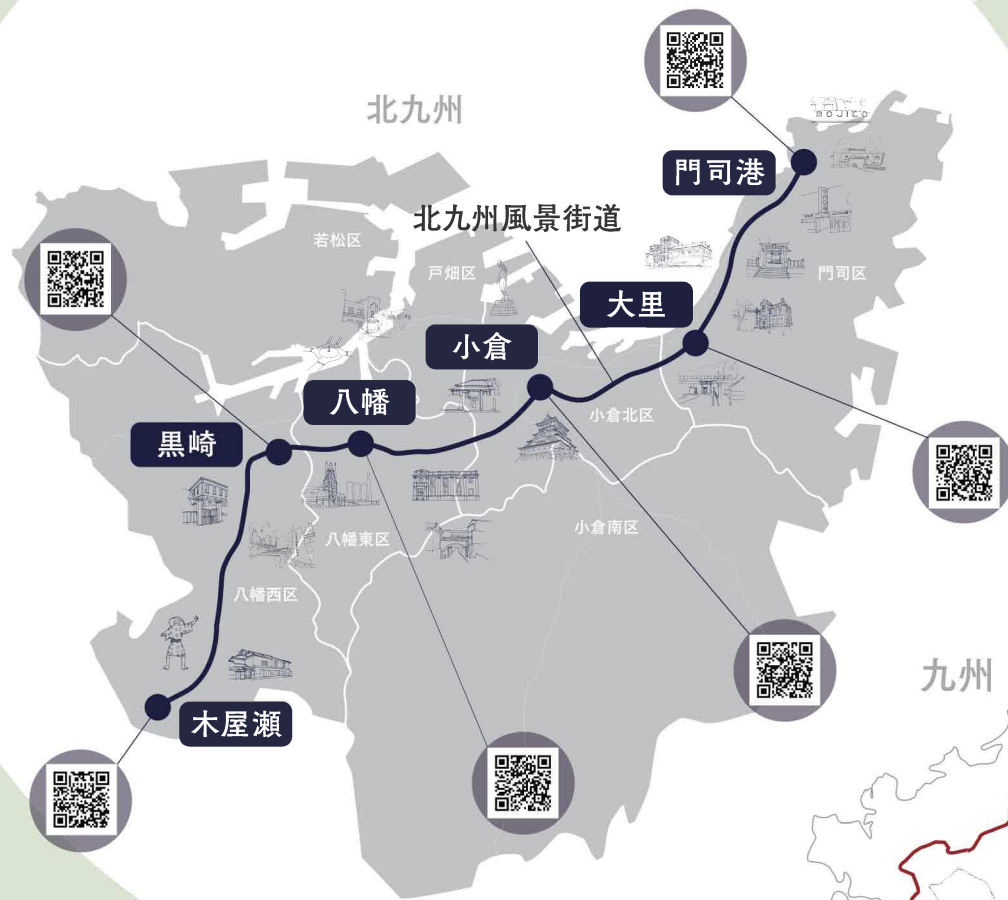 北九州
MOJIKO
門司港
北九州風景街道
若松区
戸畑区
門司区
大里
小倉
八幡
小倉北区
黒崎
八幡東区
小倉南区
八幡西区
九州
木屋瀬